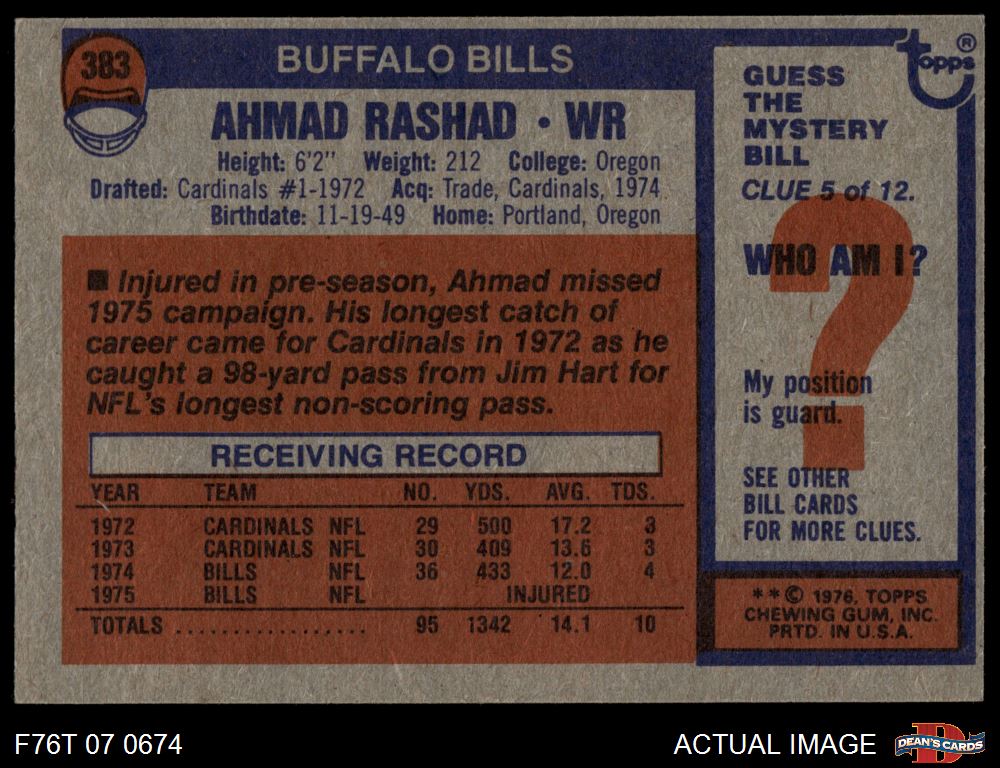 383
BUFFALO BILLS
AHMAD RASHAD • WR
Height: 6'2" Weight: 212 College: Oregon
Drafted: Cardinals #1-1972 Acq: Trade, Cardinals, 1974
Birthdate: 11-19-49 Home: Portland, Oregon
■ Injured in pre-season, Ahmad missed
1975 campaign. His longest catch of
career came for Cardinals in 1972 as he
caught a 98-yard pass from Jim Hart for
NFL's longest non-scoring pass.
RECEIVING RECORD
YEAR TEAM NO. YDS. AVG. TDS.
1972 CARDINALS NFL 29 500 17.2 3
1973 CARDINALS NFL 30 409 13.6 3
1974 BILLS NFL 36 433 12.0 4
1975 BILLS NFL INJURED
TOTALS .................. 95 1342 14.1 10
topps ®
GUESS
THE
MYSTERY
BILL
CLUE 5 of 12.
WHO AM I?
?
My position
is guard.
SEE OTHER
BILL CARDS
FOR MORE CLUES.
* * © 1976, TOPPS
CHEWING GUM, INC.
PRTD. IN U.S.A.
F76T 07 0674
ACTUAL IMAGE
D
DEAN'S CARDS